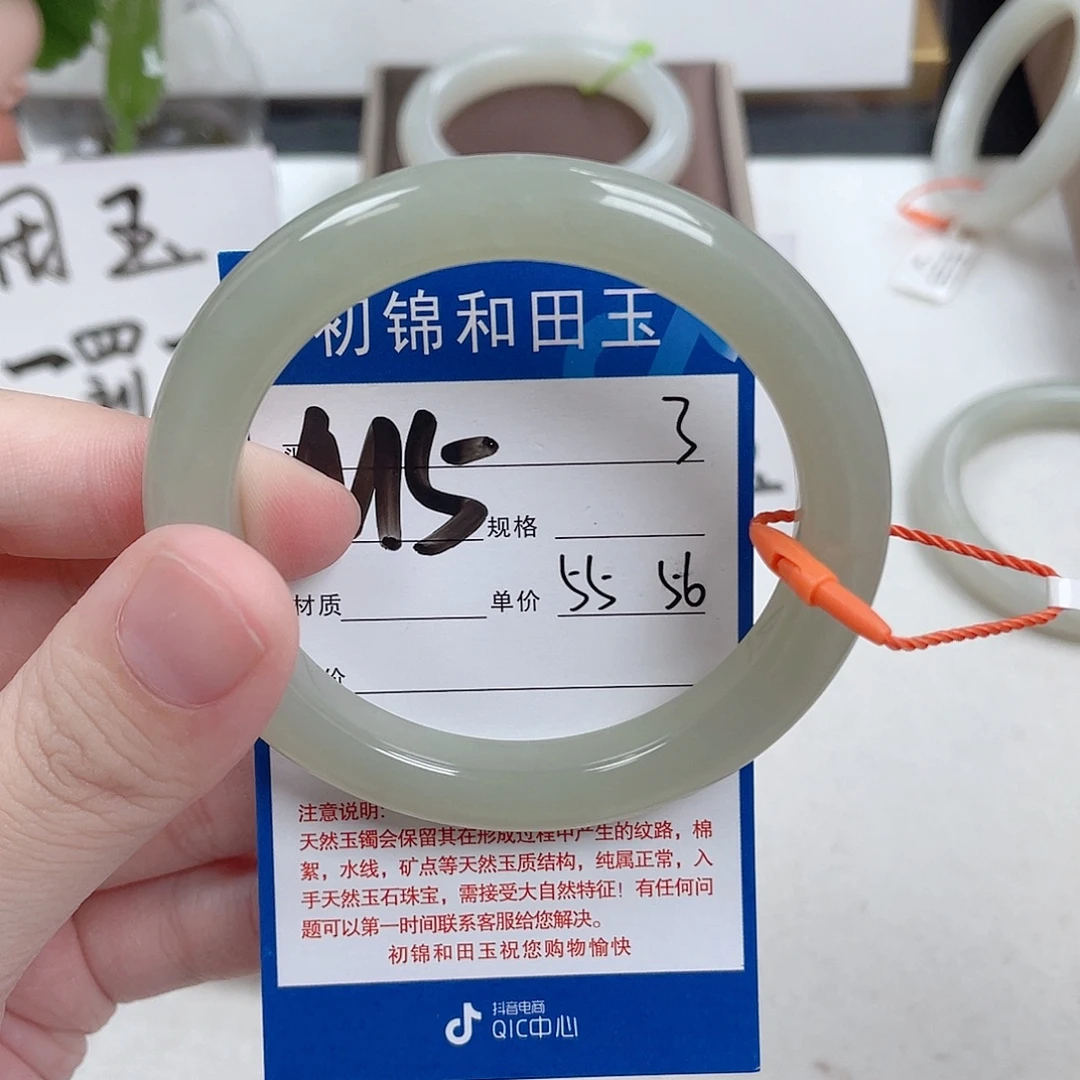 初锦和田玉
3
M5
规格
材质
单价 55 56
价
注意说明:
天然玉镯会保留其在形成过程中产生的纹路，棉
絮，水线，矿点等天然玉质结构，纯属正常，入
手天然玉石珠宝，需接受大自然特征！有任何问
题可以第一时间联系客服给您解决。
初锦和田玉祝您购物愉快
抖音电商
QIC中心
田玉
一四